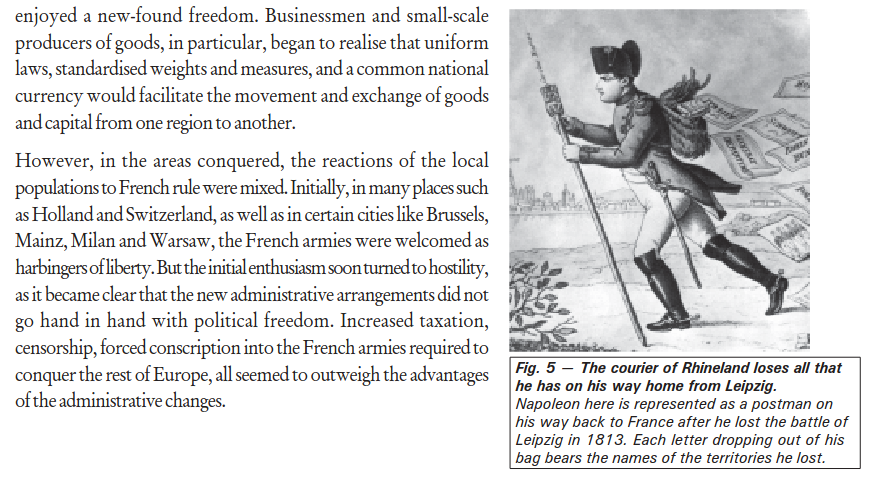 enjoyed a new-found freedom. Businessmen and small-scale
producers of goods, in particular, began to realise that uniform
laws, standardised weights and measures, and a common national
currency would facilitate the movement and exchange of goods
and capital from one region to another.
However, in the areas conquered, the reactions of the local
populations to French rule were mixed. Initially, in many places such
as Holland and Switzerland, as well as in certain cities like Brussels,
Mainz, Milan and Warsaw, the French armies were welcomed as
harbingers of liberty. But the initial enthusiasm soon turned to hostility,
as it became clear that the new administrative arrangements did not
go hand in hand with political freedom. Increased taxation,
censorship, forced conscription into the French armies required to
conquer the rest of Europe, all seemed to outweigh the advantages
of the administrative changes.
Fig. 5 — The courier of Rhineland loses all that
he has on his way home from Leipzig.
Napoleon here is represented as a postman on
his way back to France after he lost the battle of
Leipzig in 1813. Each letter dropping out of his
bag bears the names of the territories he lost.